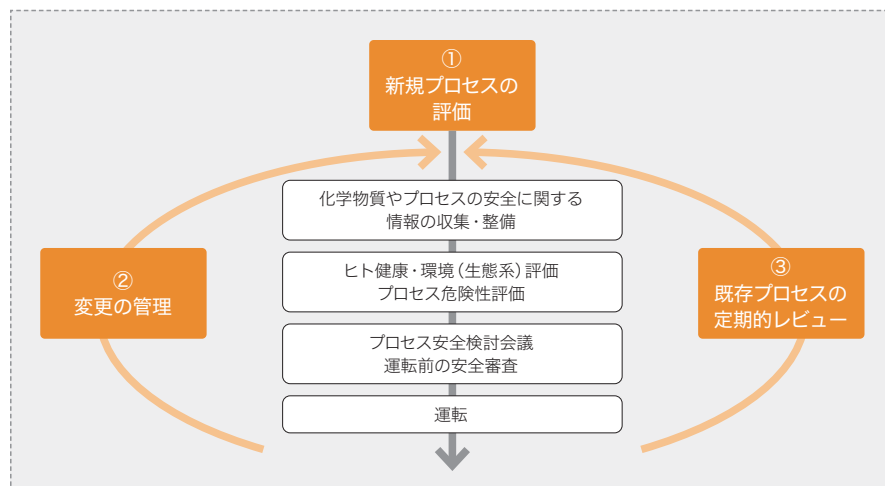 ①
新規プロセスの
評価
化学物質やプロセスの安全に関する
情報の収集・整備
②
変更の管理
ヒト健康・環境（生態系）評価
プロセス危険性評価
③
既存プロセスの
定期的レビュー
プロセス安全検討会議
運転前の安全審査
運転